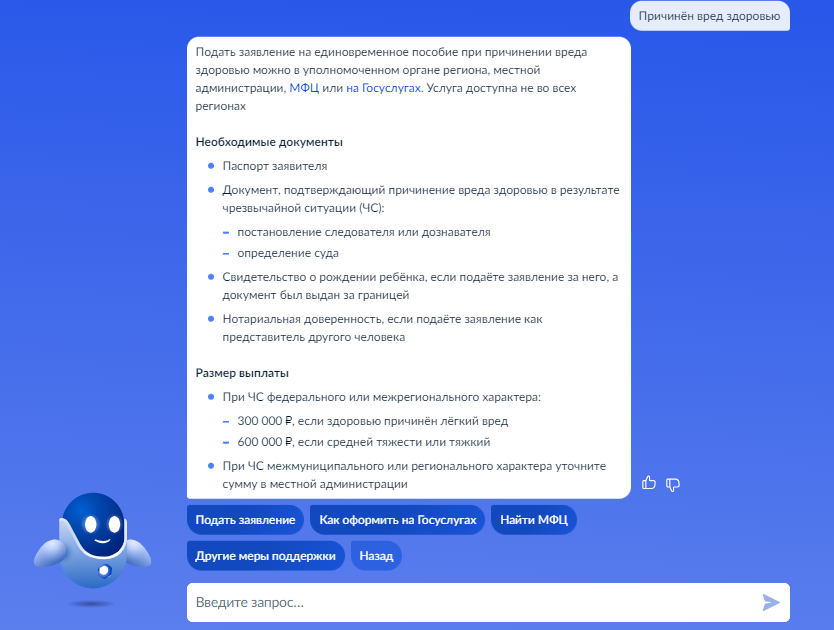 Причинён вред здоровью
Подать заявление на единовременное пособие при причинении вреда
здоровью можно в уполномоченном органе региона, местной
администрации, МФЦ или на Госуслугах. Услуга доступна не во всех
регионах
Необходимые документы
Паспорт заявителя
Документ, подтверждающий причинение вреда здоровью в результате
чрезвычайной ситуации (ЧС):
– постановление следователя или дознавателя
– определение суда
Свидетельство о рождении ребёнка, если подаёте заявление за него, а
документ был выдан за границей
Нотариальная доверенность, если подаёте заявление как
представитель другого человека
Размер выплаты
При ЧС федерального или межрегионального характера:
– 300 000 ₽, если здоровью причинён лёгкий вред
– 600 000 ₽, если средней тяжести или тяжкий
При ЧС межмуниципального или регионального характера уточните
сумму в местной администрации
Подать заявление Как оформить на Госуслугах Найти МФЦ
Другие меры поддержки Назад
Введите запрос...